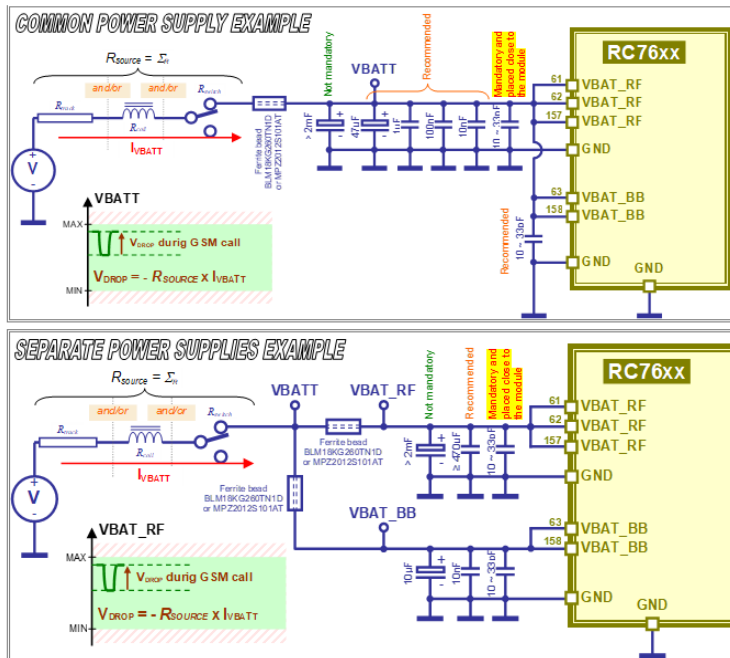 COMMON POWER SUPPLY EXAMPLE
RC76xx
Rsource = ΣRi
and/or
and/or
Rswitch
Rtrack
Rcoil
IVBATT
V
+
-
Ferrite bead
BLM18KG260TN1D
or MPZ2012S101AT
Not mandatory
> 2mF
+
-
VBATT
47uF
+
-
Recommended
1uF
100nF
10nF
Mandatory and
placed close to
the module
10 ~ 33pF
61
VBATT_RF
62
VBAT_RF
157
VBAT_RF
GND
63
VBAT_BB
158
VBAT_BB
Recommended
10 ~ 33pF
GND
GND
VBATT
MAX
VDROP durig GSM call
VDROP = - RSOURCE x IVBATT
MIN
SEPARATE POWER SUPPLIES EXAMPLE
RC76xx
Rsource = ΣRi
and/or
and/or
Rswitch
Rtrack
Rcoil
IVBATT
V
+
-
VBATT
VBAT_RF
Ferrite bead
BLM18KG260TN1D
or MPZ2012S101AT
Ferrite bead
BLM18KG260TN1D
or MPZ2012S101AT
Not mandatory
> 2mF
+
-
Recommended
≥ 470uF
Mandatory and
placed close to
the module
10 ~ 33pF
61
VBAT_RF
62
VBAT_RF
157
VBAT_RF
GND
VBAT_BB
63
VBAT_BB
158
VBAT_BB
10µF
+
-
10nF
10 ~ 33pF
GND
GND
VBAT_RF
MAX
VDROP durig GSM call
VDROP = - RSOURCE x IVBATT
MIN